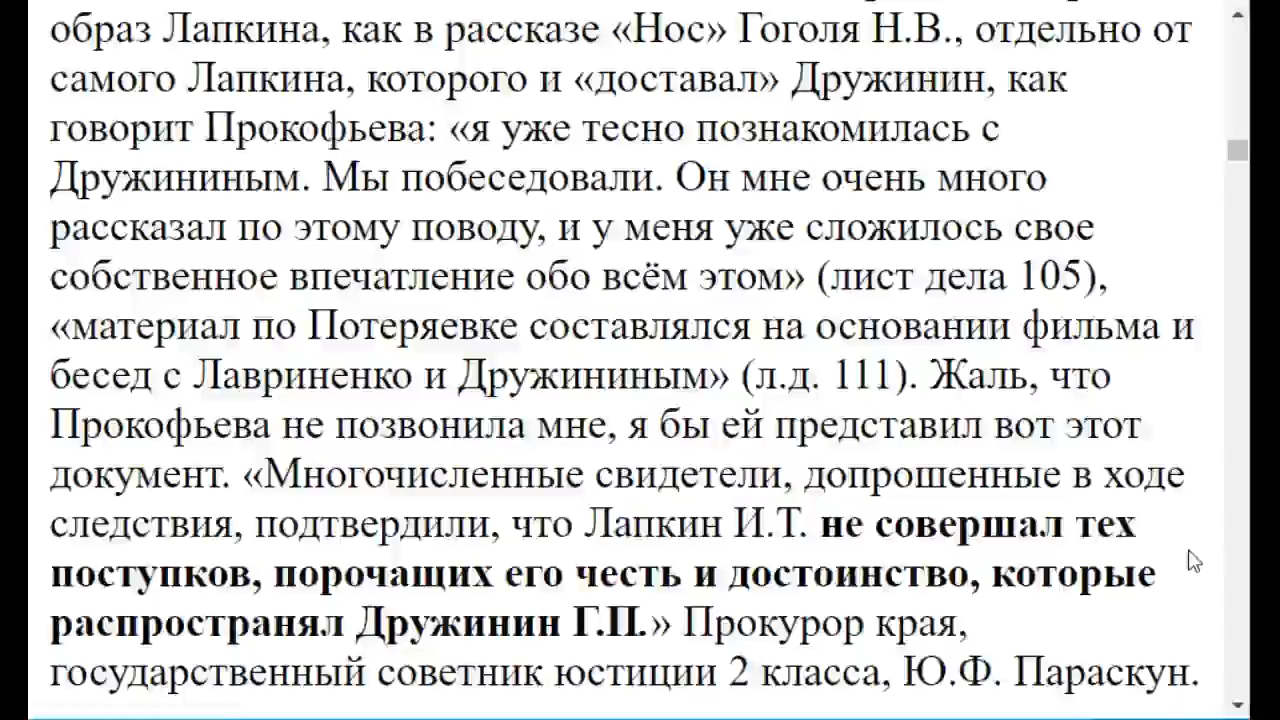 образ Лапкина, как в рассказе «Нос» Гоголя Н.В., отдельно от
самого Лапкина, которого и «доставал» Дружинин, как
говорит Прокофьева: «я уже тесно познакомилась с
Дружининым. Мы побеседовали. Он мне очень много
рассказал по этому поводу, и у меня уже сложилось свое
собственное впечатление обо всём этом» (лист дела 105),
«материал по Потеряевке составлялся на основании фильма и
бесед с Лавриненко и Дружининым» (л.д. 111). Жаль, что
Прокофьева не позвонила мне, я бы ей представил вот этот
документ. «Многочисленные свидетели, допрошенные в ходе
следствия, подтвердили, что Лапкин И.Т. не совершал тех
поступков, порочащих его честь и достоинство, которые
распространял Дружинин Г.П.» Прокурор края,
государственный советник юстиции 2 класса, Ю.Ф. Параскун.